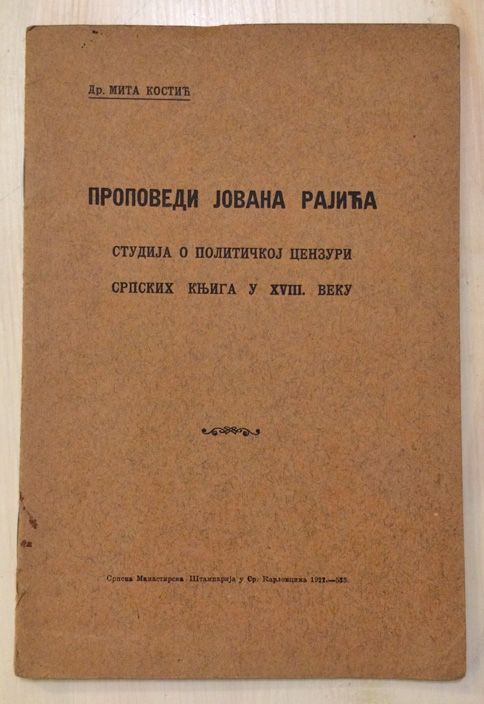 Др. МИТА КОСТИЋ
ПРОПОВЕДИ ЈОВАНА РАЈИЋА
СТУДИЈА О ПОЛИТИЧКОЈ ЦЕНЗУРИ
СРПСКИХ КЊИГА У XVIII. ВЕКУ
Српска Манастирска Штампарија у Ср. Карловцима